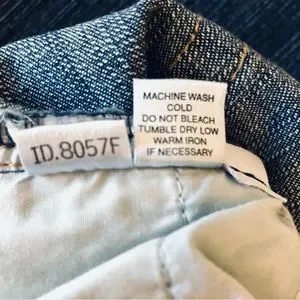 MACHINE WASH
COLD
DO NOT BLEACH
TUMBLE DRY LOW
WARM IRON
IF NECESSARY
ID.8057F